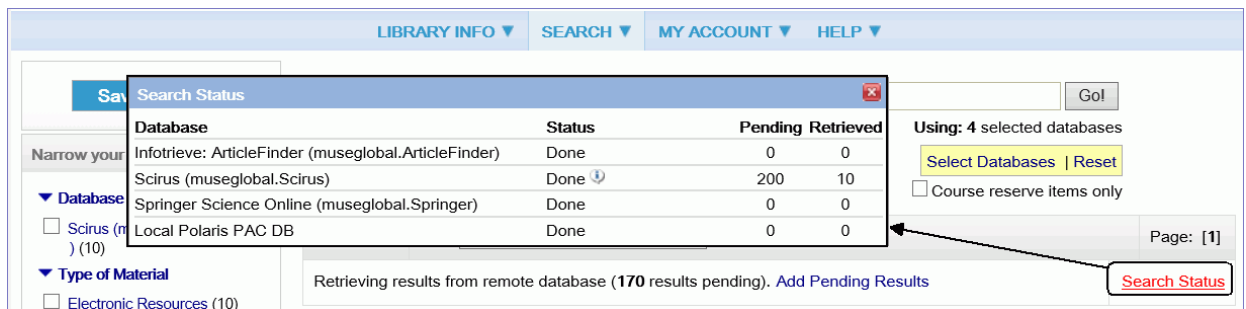 LIBRARY INFO ▼ SEARCH ▼ MY ACCOUNT ▼ HELP ▼
Sav
Search Status
Go!
Database Status Pending Retrieved
Using: 4 selected databases
Narrow your
Infotrieve: ArticleFinder (museglobal.ArticleFinder) Done 0 0
Select Databases | Reset
Scirus (museglobal.Scirus) Done 200 10
Course reserve items only
▼ Database
Springer Science Online (museglobal.Springer) Done 0 0
Scirus (m
) (10)
Local Polaris PAC DB Done 0 0
Page: [1]
▼ Type of Material
Retrieving results from remote database (170 results pending). Add Pending Results
Search Status
Electronic Resources (10)